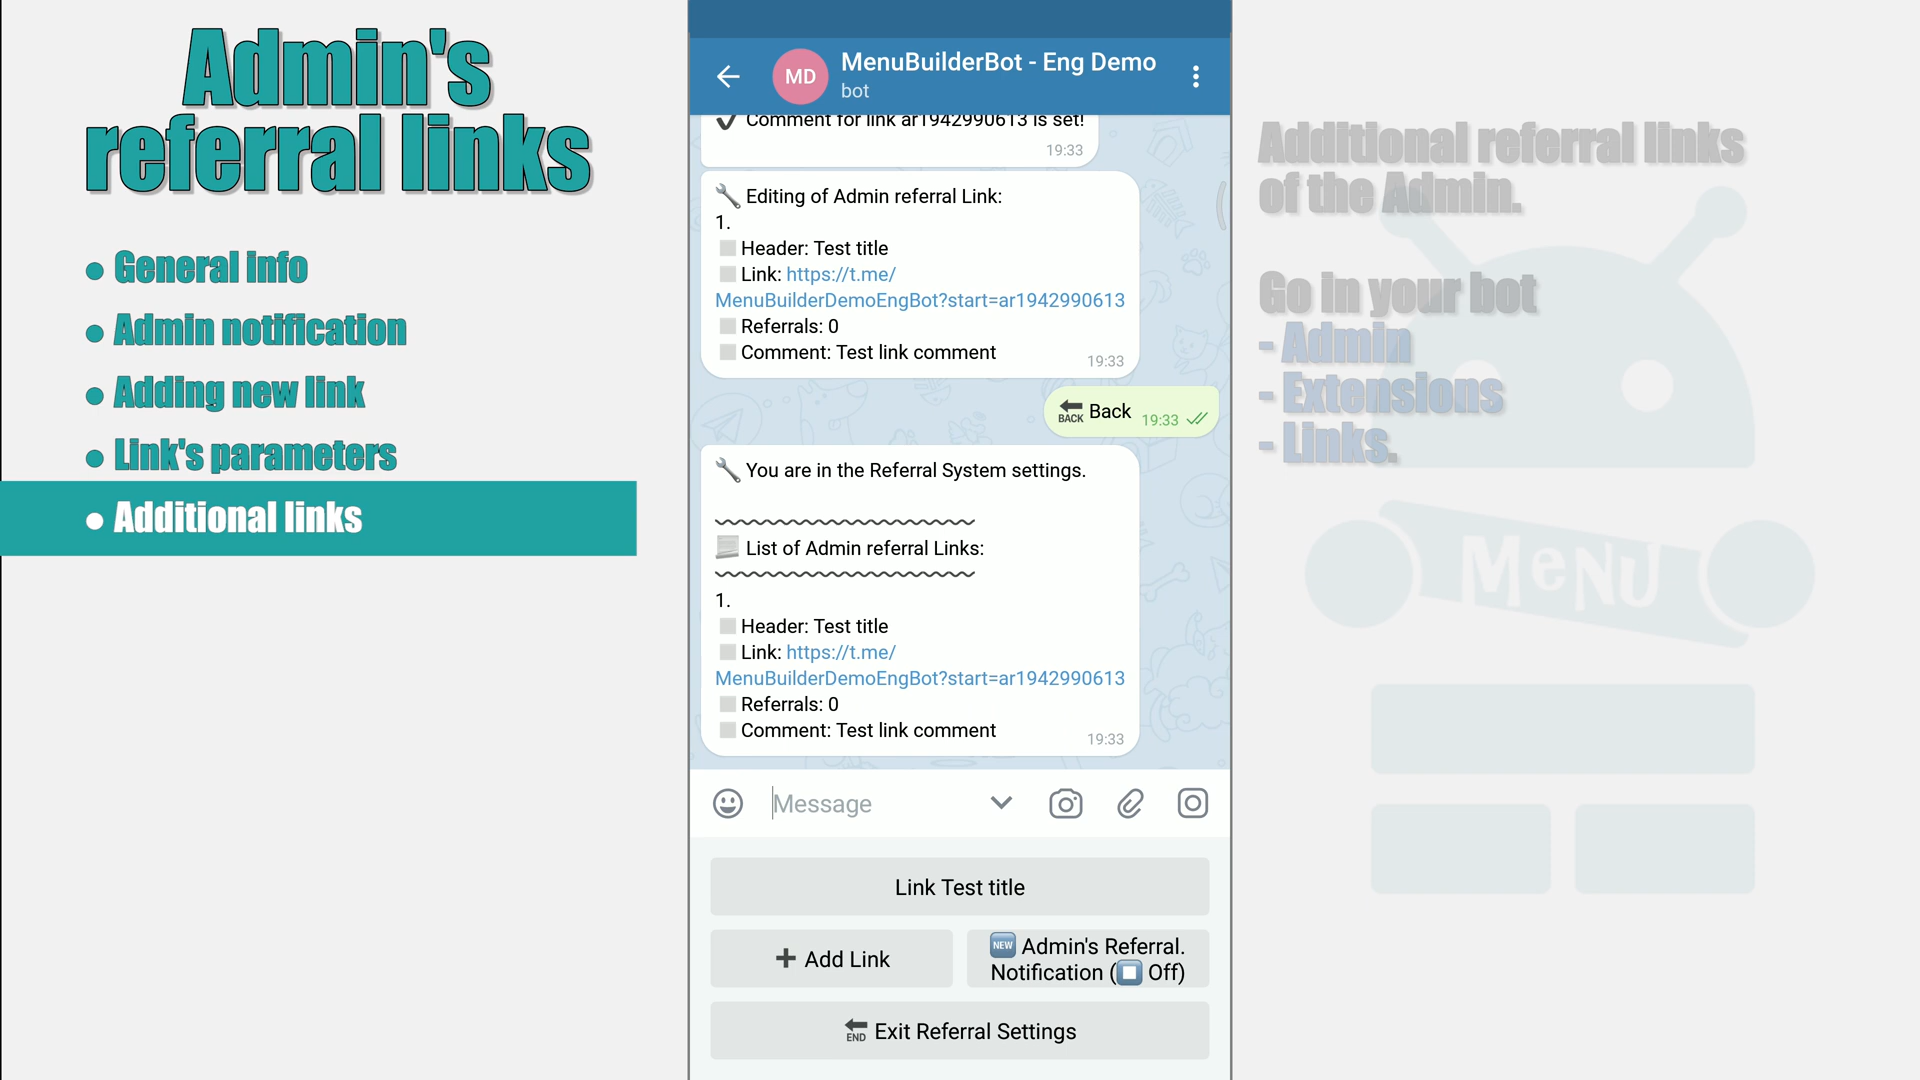 Admin's
referral links
• General info
• Admin notification
• Adding new link
• Link's parameters
• Additional links
MD
MenuBuilderBot - Eng Demo
bot
Comment for link ar1942990613 is set!
19:33
Editing of Admin referral Link:
1.
Header: Test title
Link: https://t.me/
MenuBuilderDemoEngBot?start=ar1942990613
Referrals: 0
Comment: Test link comment
19:33
BACK Back 19:33
You are in the Referral System settings.
List of Admin referral Links:
1.
Header: Test title
Link: https://t.me/
MenuBuilderDemoEngBot?start=ar1942990613
Referrals: 0
Comment: Test link comment
19:33
Message
Link Test title
+ Add Link
NEW Admin's Referral.
Notification ( Off)
END Exit Referral Settings
Additional referral links
of the Admin.
Go in your bot
- Admin
- Extensions
- Links.
MeNU